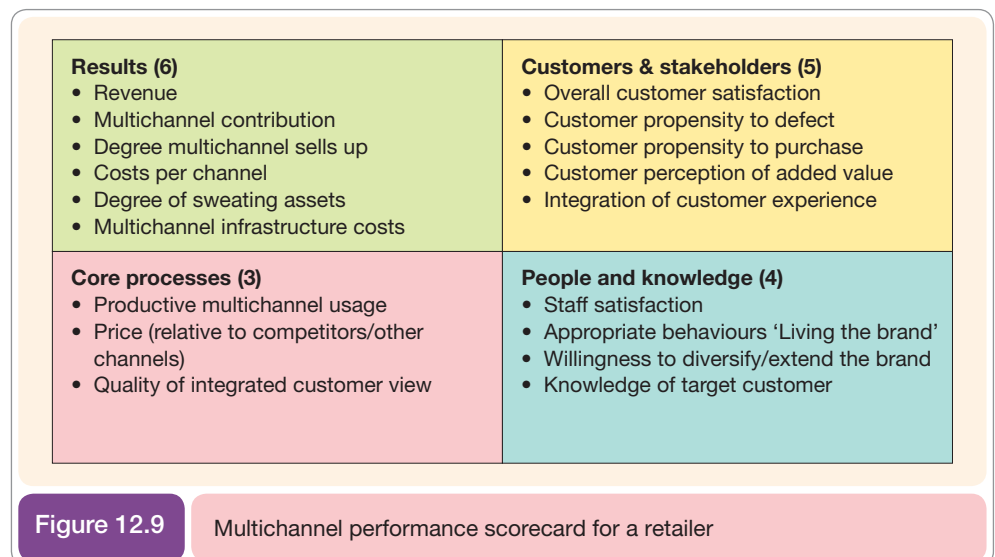 Results (6)
• Revenue
• Multichannel contribution
• Degree multichannel sells up
• Costs per channel
• Degree of sweating assets
• Multichannel infrastructure costs
Customers & stakeholders (5)
• Overall customer satisfaction
• Customer propensity to defect
• Customer propensity to purchase
• Customer perception of added value
• Integration of customer experience
Core processes (3)
• Productive multichannel usage
• Price (relative to competitors/other
channels)
• Quality of integrated customer view
People and knowledge (4)
• Staff satisfaction
• Appropriate behaviours ‘Living the brand’
• Willingness to diversify/extend the brand
• Knowledge of target customer
Figure 12.9
Multichannel performance scorecard for a retailer